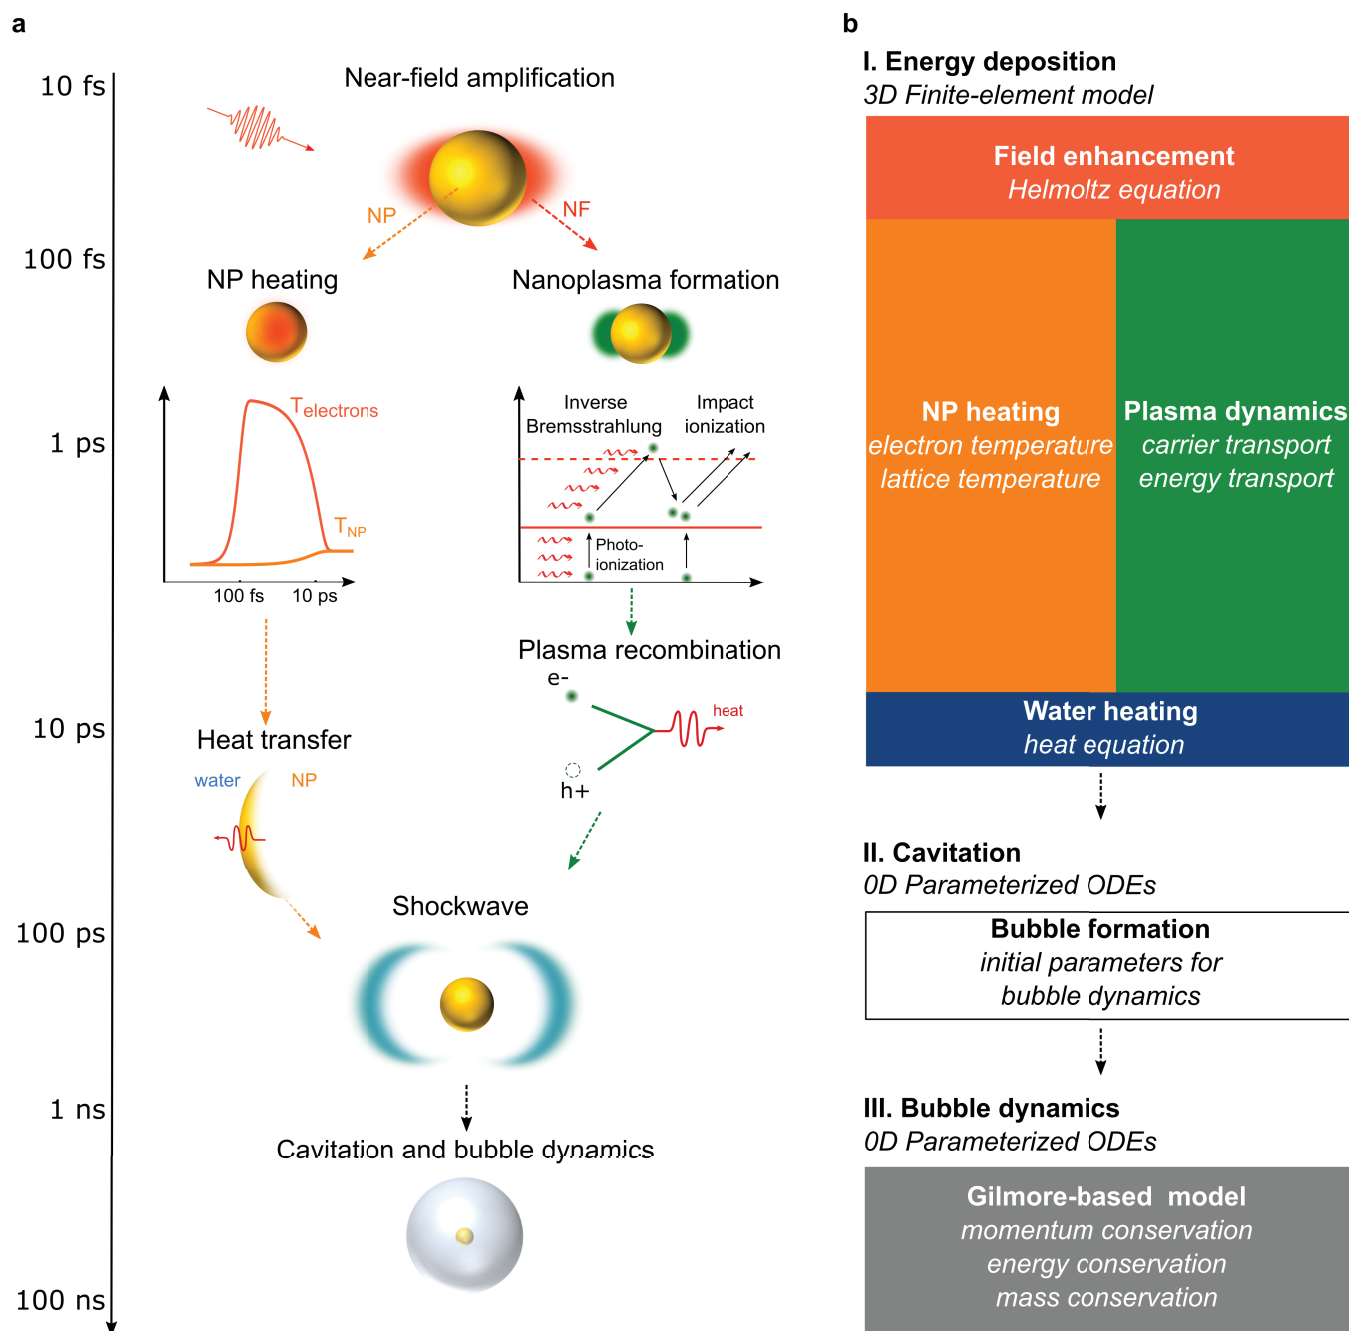 a
10 fs
Near-field amplification
NP
NF
100 fs
NP heating
Nanoplasma formation
1 ps
Telectrons
TNP
100 fs
10 ps
Inverse
Bremsstrahlung
Impact
ionization
Photo-
ionization
Plasma recombination
e-
heat
h+
10 ps
Heat transfer
water
NP
100 ps
Shockwave
1 ns
Cavitation and bubble dynamics
100 ns
b
I. Energy deposition
3D Finite-element model
Field enhancement
Helmoltz equation
NP heating
electron temperature
lattice temperature
Plasma dynamics
carrier transport
energy transport
Water heating
heat equation
II. Cavitation
0D Parameterized ODEs
Bubble formation
initial parameters for
bubble dynamics
III. Bubble dynamics
0D Parameterized ODEs
Gilmore-based model
momentum conservation
energy conservation
mass conservation